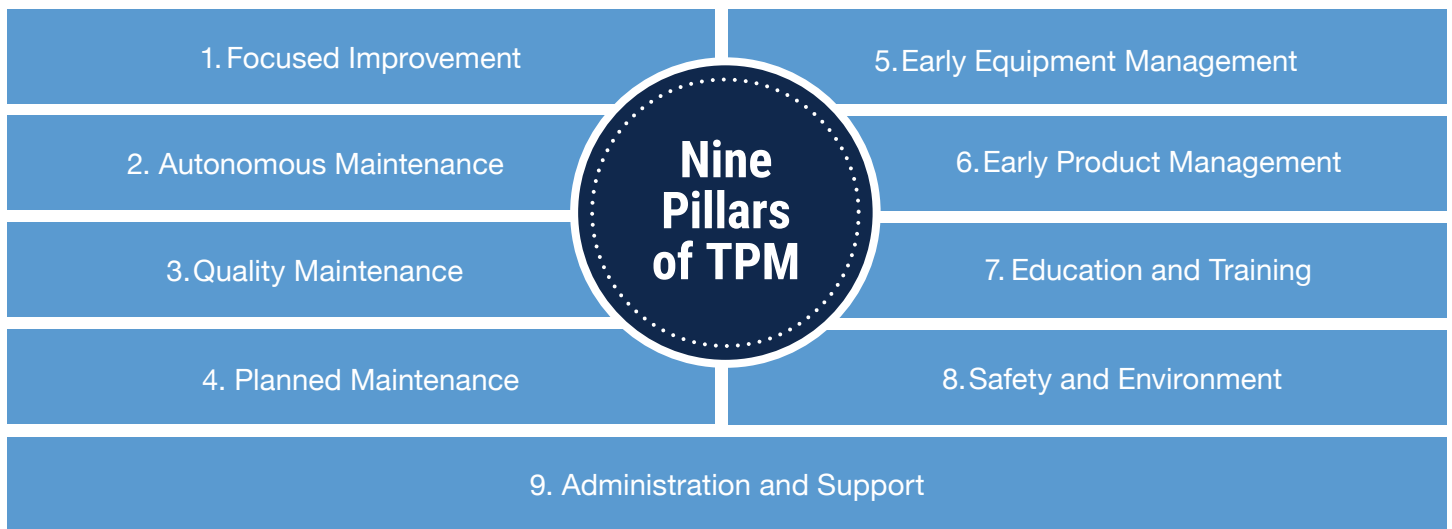 1. Focused Improvement
2. Autonomous Maintenance
3. Quality Maintenance
4. Planned Maintenance
Nine
Pillars
of TPM
5. Early Equipment Management
6. Early Product Management
7. Education and Training
8. Safety and Environment
9. Administration and Support